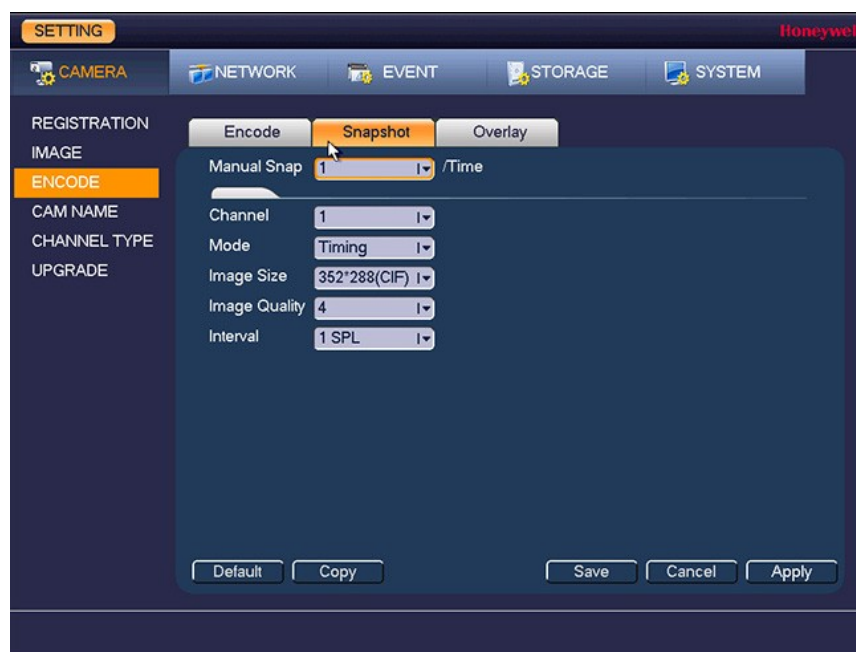 SETTING
Honeywel
CAMERA NETWORK EVENT STORAGE SYSTEM
REGISTRATION
IMAGE
ENCODE
CAM NAME
CHANNEL TYPE
UPGRADE
Encode Snapshot Overlay
Manual Snap 1 /Time
Channel 1
Mode Timing
Image Size 352*288(CIF)
Image Quality 4
Interval 1 SPL
Default Copy Save Cancel Apply